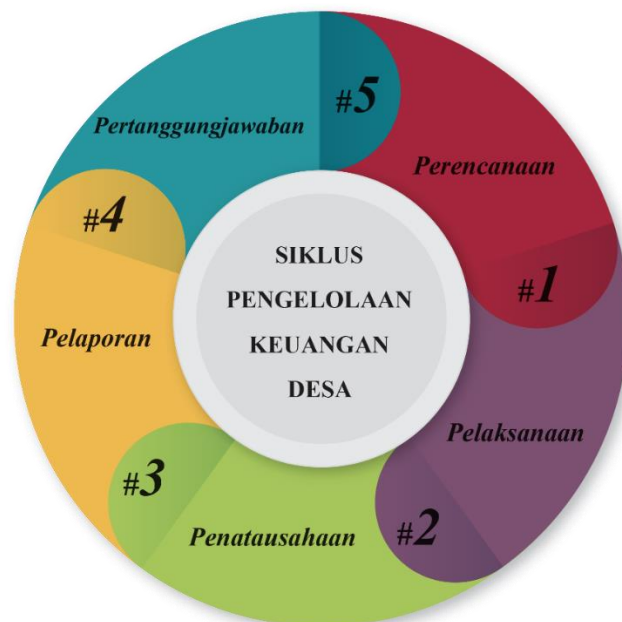 SIKLUS
PENGELOLAAN
KEUANGAN
DESA
Perencanaan
#1
Pelaksanaan
#2
Penatausahaan
#3
Pelaporan
#4
Pertanggungjawaban
#5